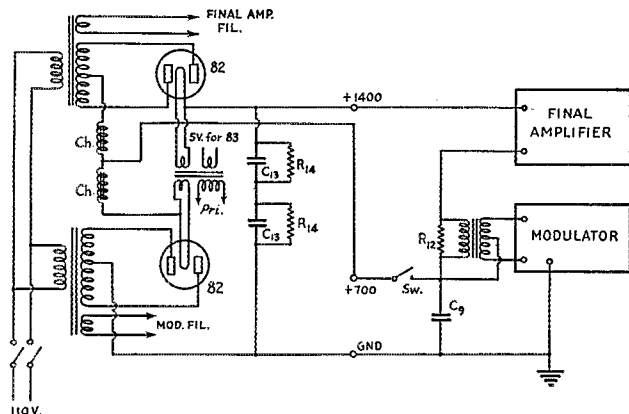 FINAL AMP.
FIL.
82
+1400
FINAL
AMPLIFIER
Ch.
5V. for 83
C13
R14
Ch.
Pri.
C13
R14
R12
MODULATOR
82
+700
Sw.
C9
MOD. FIL.
GND
110V.